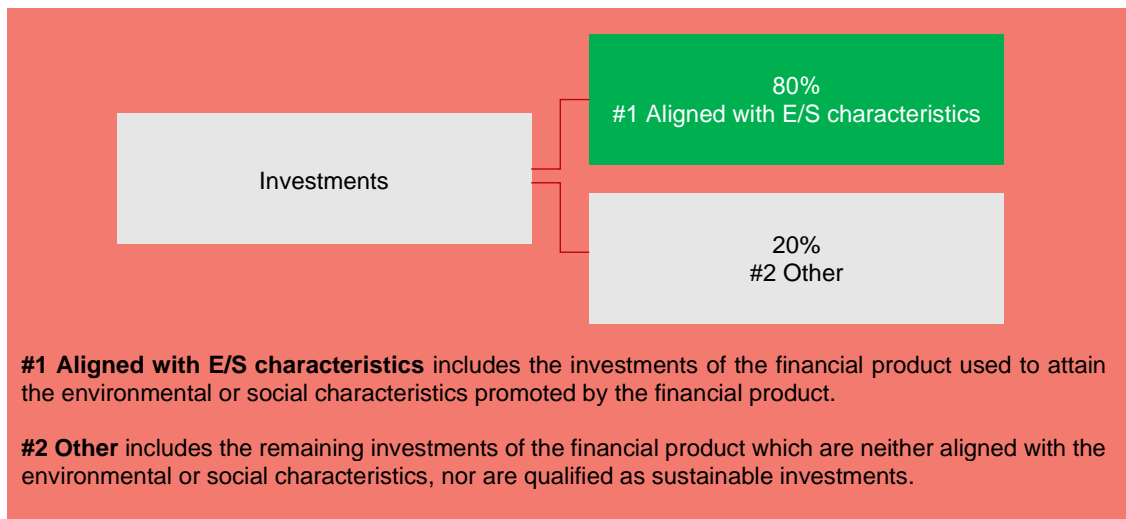 80%
#1 Aligned with E/S characteristics
Investments
20%
#2 Other
#1 Aligned with E/S characteristics includes the investments of the financial product used to attain
the environmental or social characteristics promoted by the financial product.
#2 Other includes the remaining investments of the financial product which are neither aligned with the
environmental or social characteristics, nor are qualified as sustainable investments.